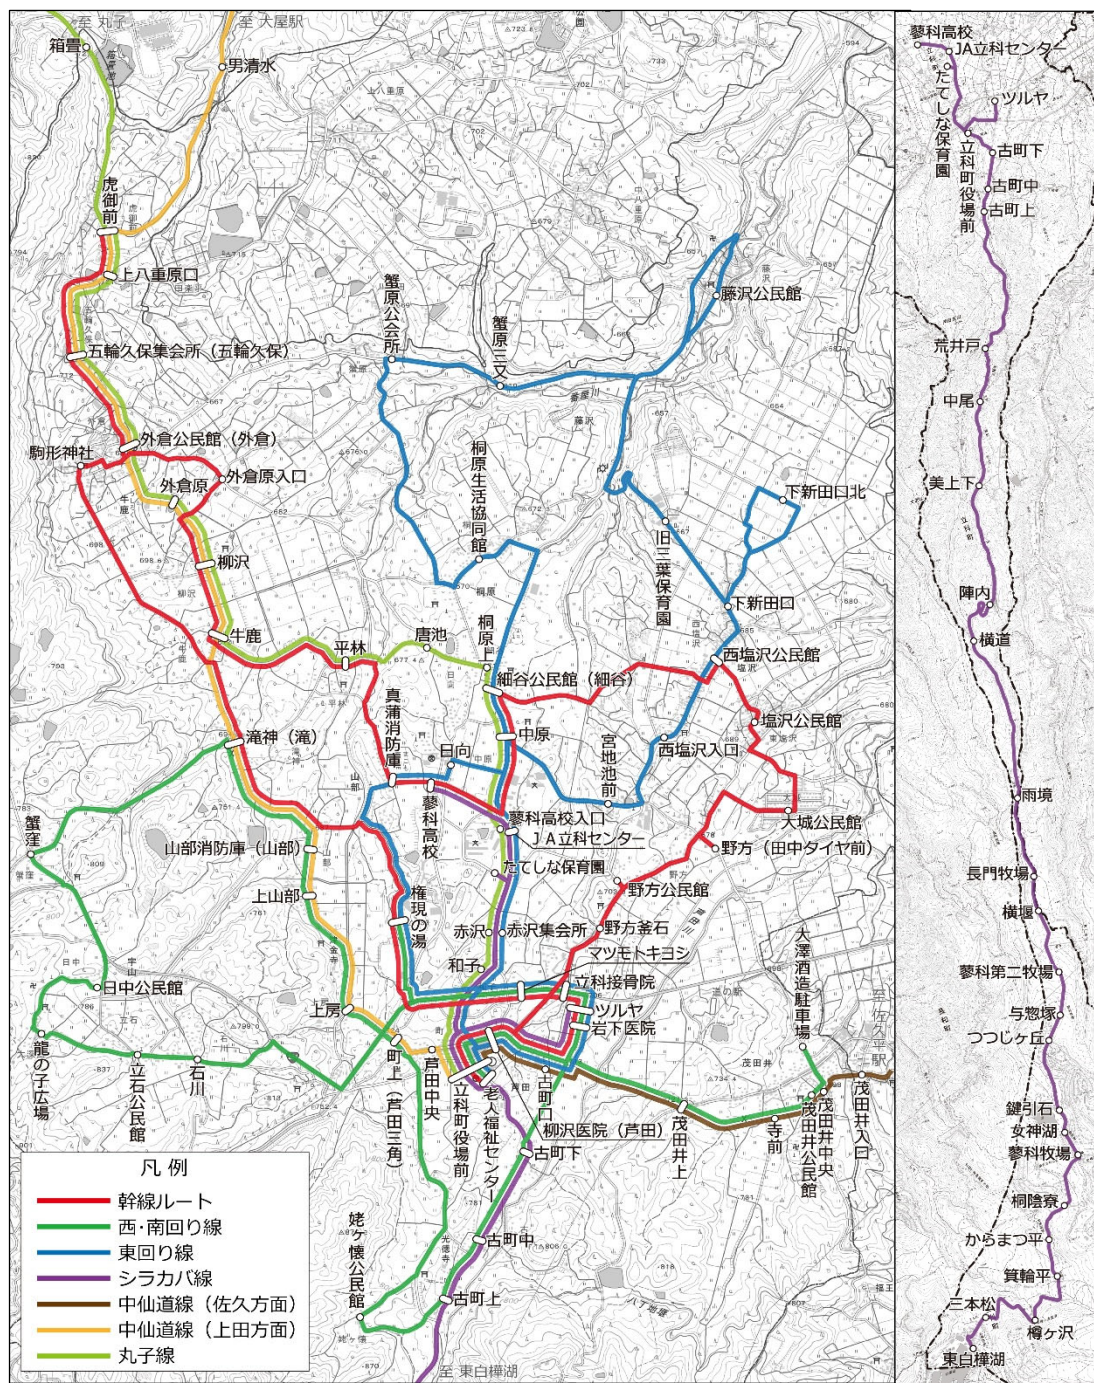 至 丸子
至 大屋駅
箱畳
男清水
虎御前
上八重原口
五輪久保集会所（五輪久保）
蟹原公会所
蟹原三又
藤沢公民館
外倉公民館（外倉）
駒形神社
外倉原
外倉原入口
桐原生活協同館
下新田口北
旧三葉保育園
柳沢
下新田口
牛鹿
平林
唐池
桐原
西塩沢公民館
細谷公民館（細谷）
真蒲消防庫
中原
宮地池前
西塩沢入口
塩沢公民館
滝神（滝）
日向
蓼科高校
蓼科高校入口
ＪＡ立科センター
大城公民館
蟹窪
山部消防庫（山部）
たてしな保育園
野方（田中タイヤ前）
野方公民館
上山部
権現の湯
赤沢
赤沢集会所
野方釜石
マツモトキヨシ
大澤酒造駐車場
至 佐久平駅
和子
立科接骨院
日中公民館
上房
ツルヤ
岩下医院
龍の子広場
立石公民館
石川
町上（芦田三角）
芦田中央
立科町役場前
老人福祉センター
古町口
柳沢医院（芦田）
茂田井上
寺前
茂田井公民館
茂田井中央
茂田井入口
古町下
古町中
古町上
姥ヶ懐公民館
至 東白樺湖
凡 例
幹線ルート
西・南回り線
東回り線
シラカバ線
中仙道線（佐久方面）
中仙道線（上田方面）
丸子線
蓼科高校
JA立科センター
たてしな保育園
ツルヤ
立科町役場前
古町下
古町中
古町上
荒井戸
中尾
美上下
陣内
横道
雨境
長門牧場
横堰
蓼科第二牧場
与惣塚
つつじヶ丘
鍵引石
女神湖
蓼科牧場
桐陰寮
からまつ平
箕輪平
三本松
樽ヶ沢
東白樺湖